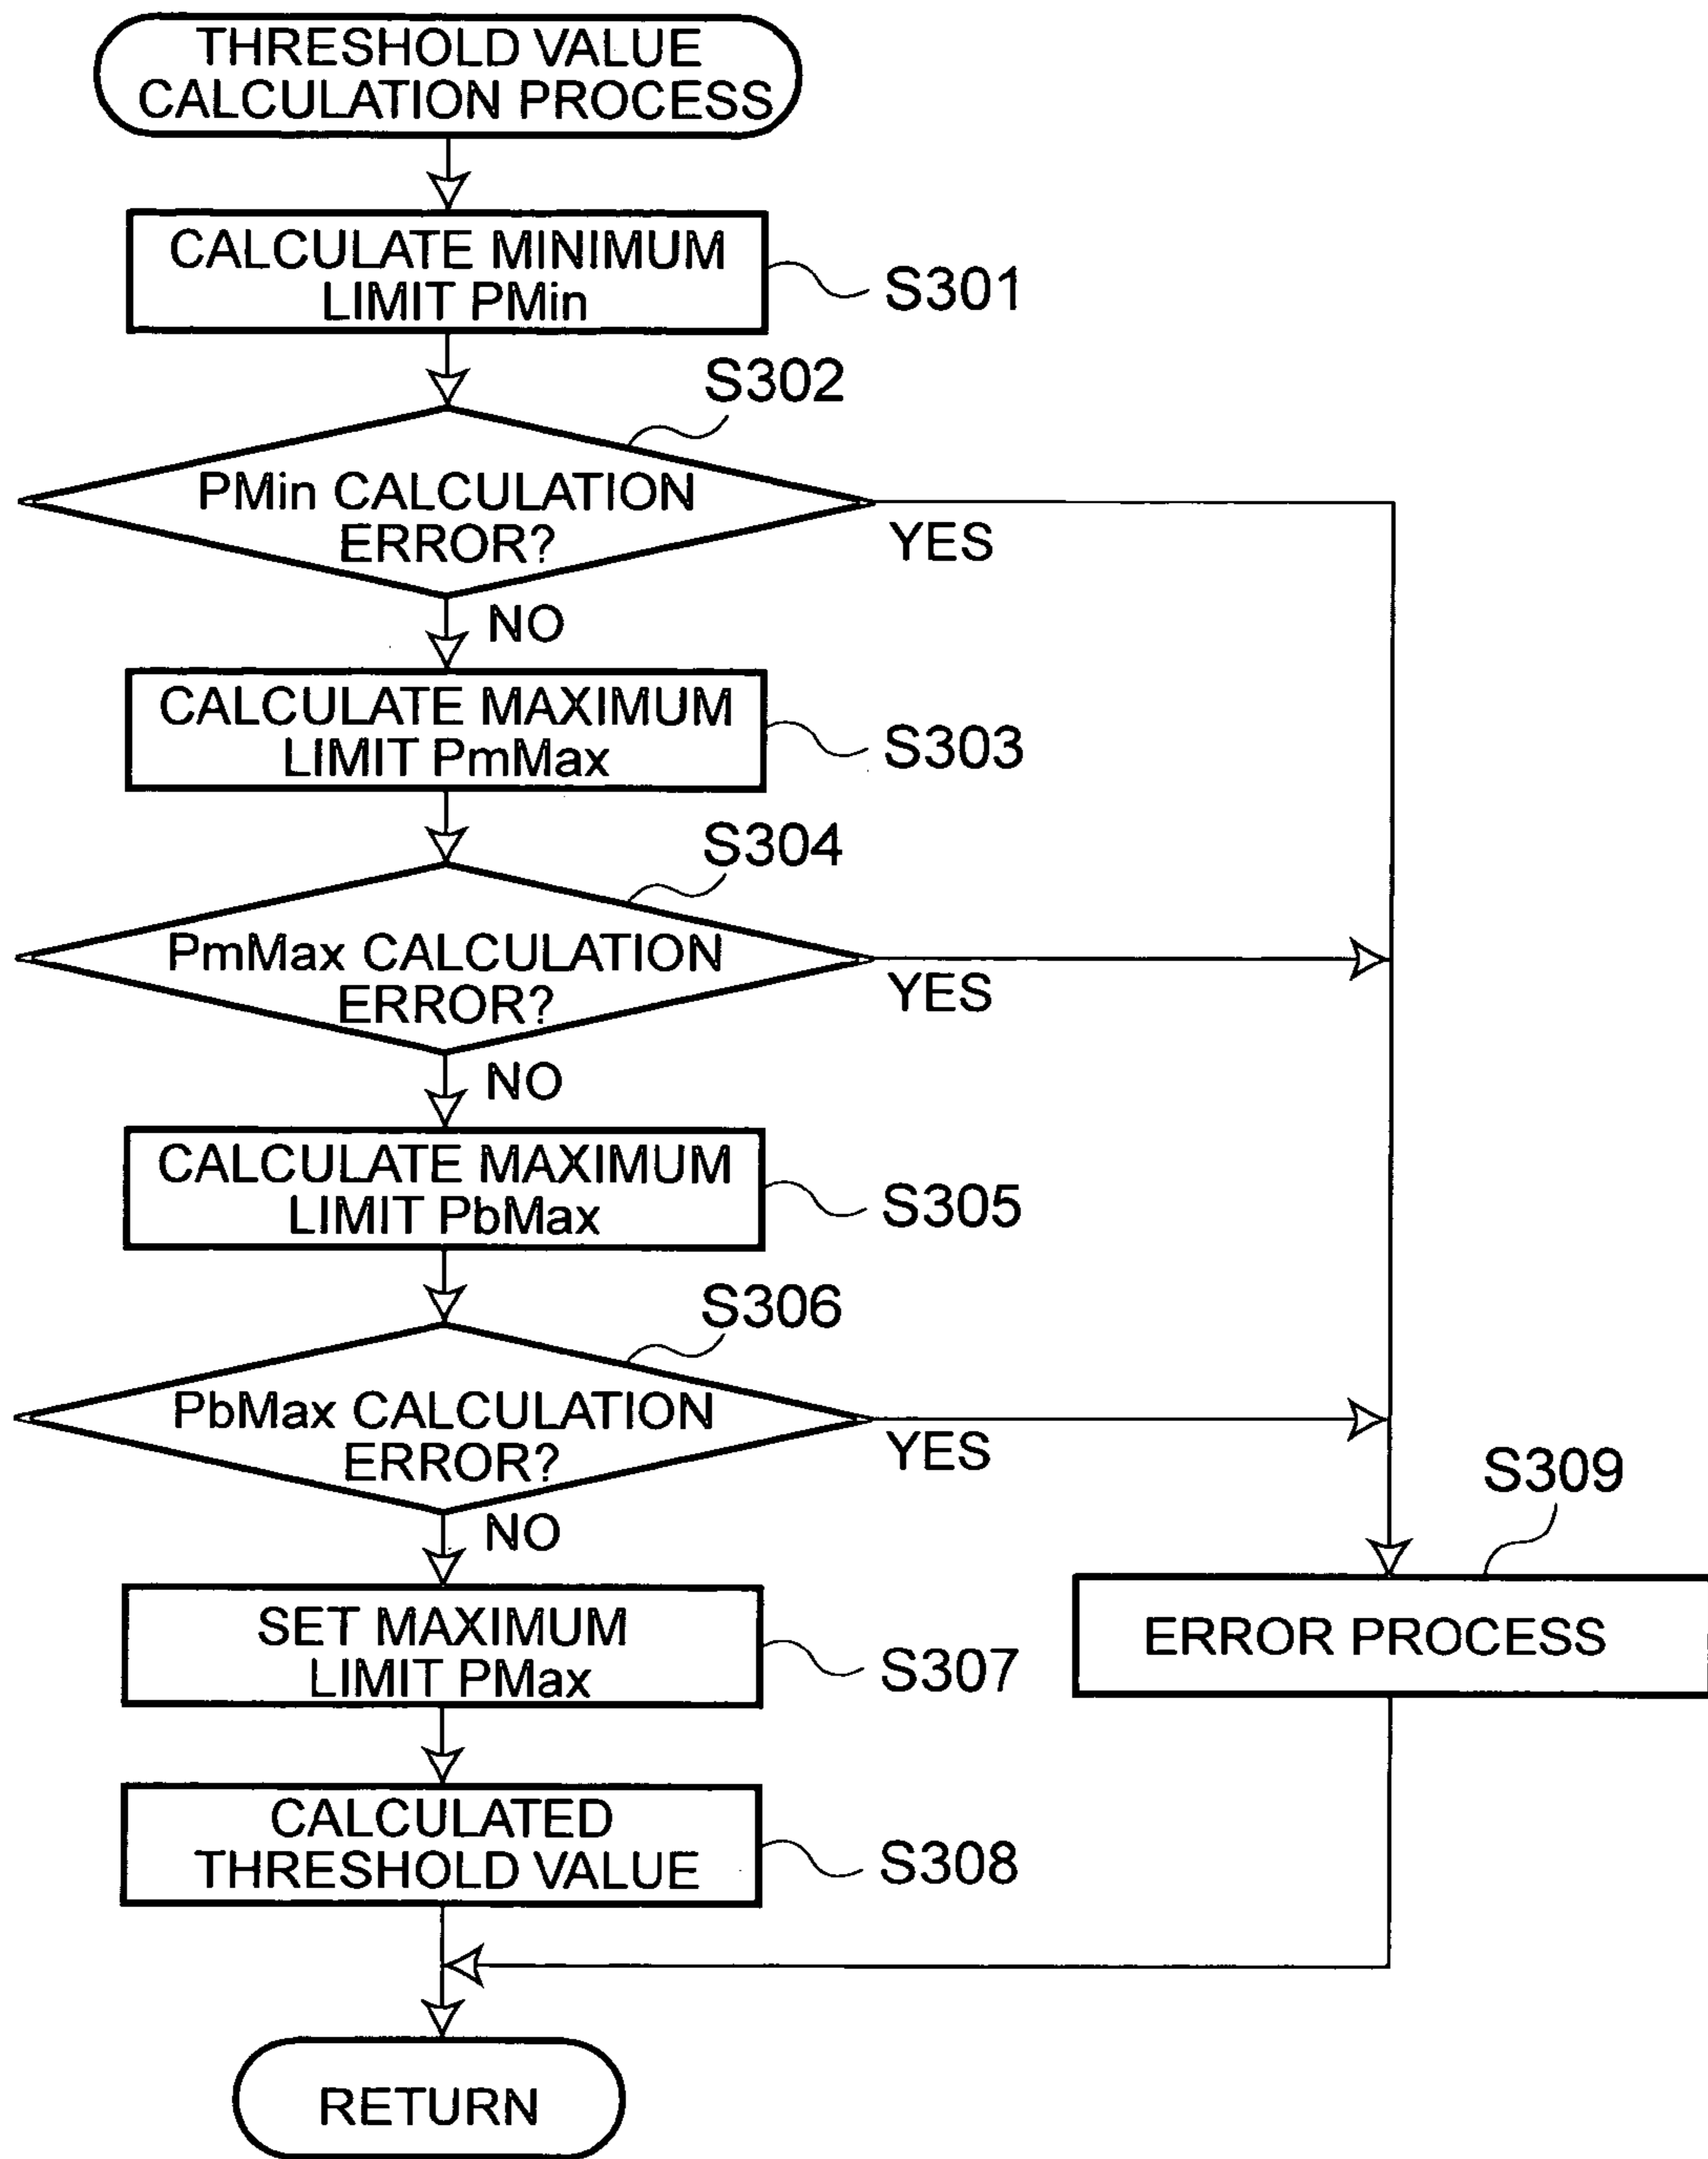 THRESHOLD VALUE
CALCULATION PROCESS
CALCULATE MINIMUM
LIMIT PMin
S301
S302
PMin CALCULATION
ERROR?
YES
NO
CALCULATE MAXIMUM
LIMIT PmMax
S303
S304
PmMax CALCULATION
ERROR?
YES
NO
CALCULATE MAXIMUM
LIMIT PbMax
S305
S306
PbMax CALCULATION
ERROR?
YES
NO
S309
SET MAXIMUM
LIMIT PMax
S307
ERROR PROCESS
CALCULATED
THRESHOLD VALUE
S308
RETURN